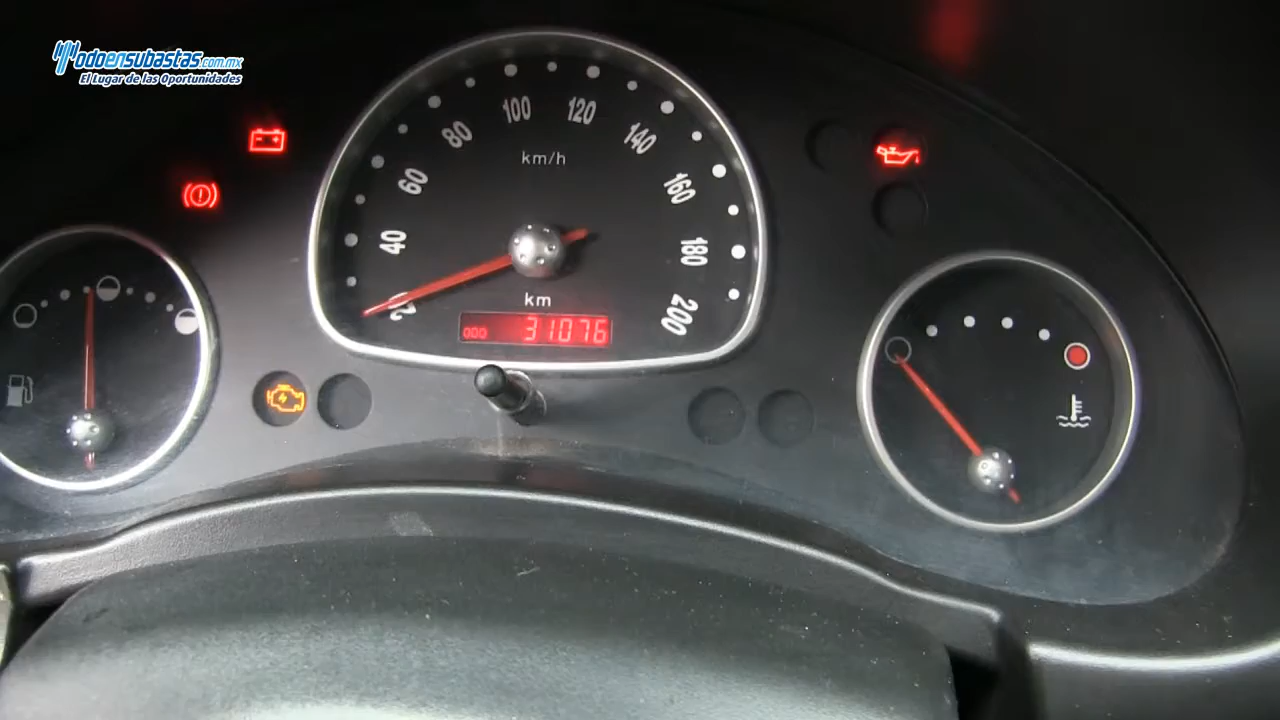 Todoensubastas.com.mx
El Lugar de las Oportunidades
20
40
60
80
100
120
140
160
180
200
km/h
km
000 31076